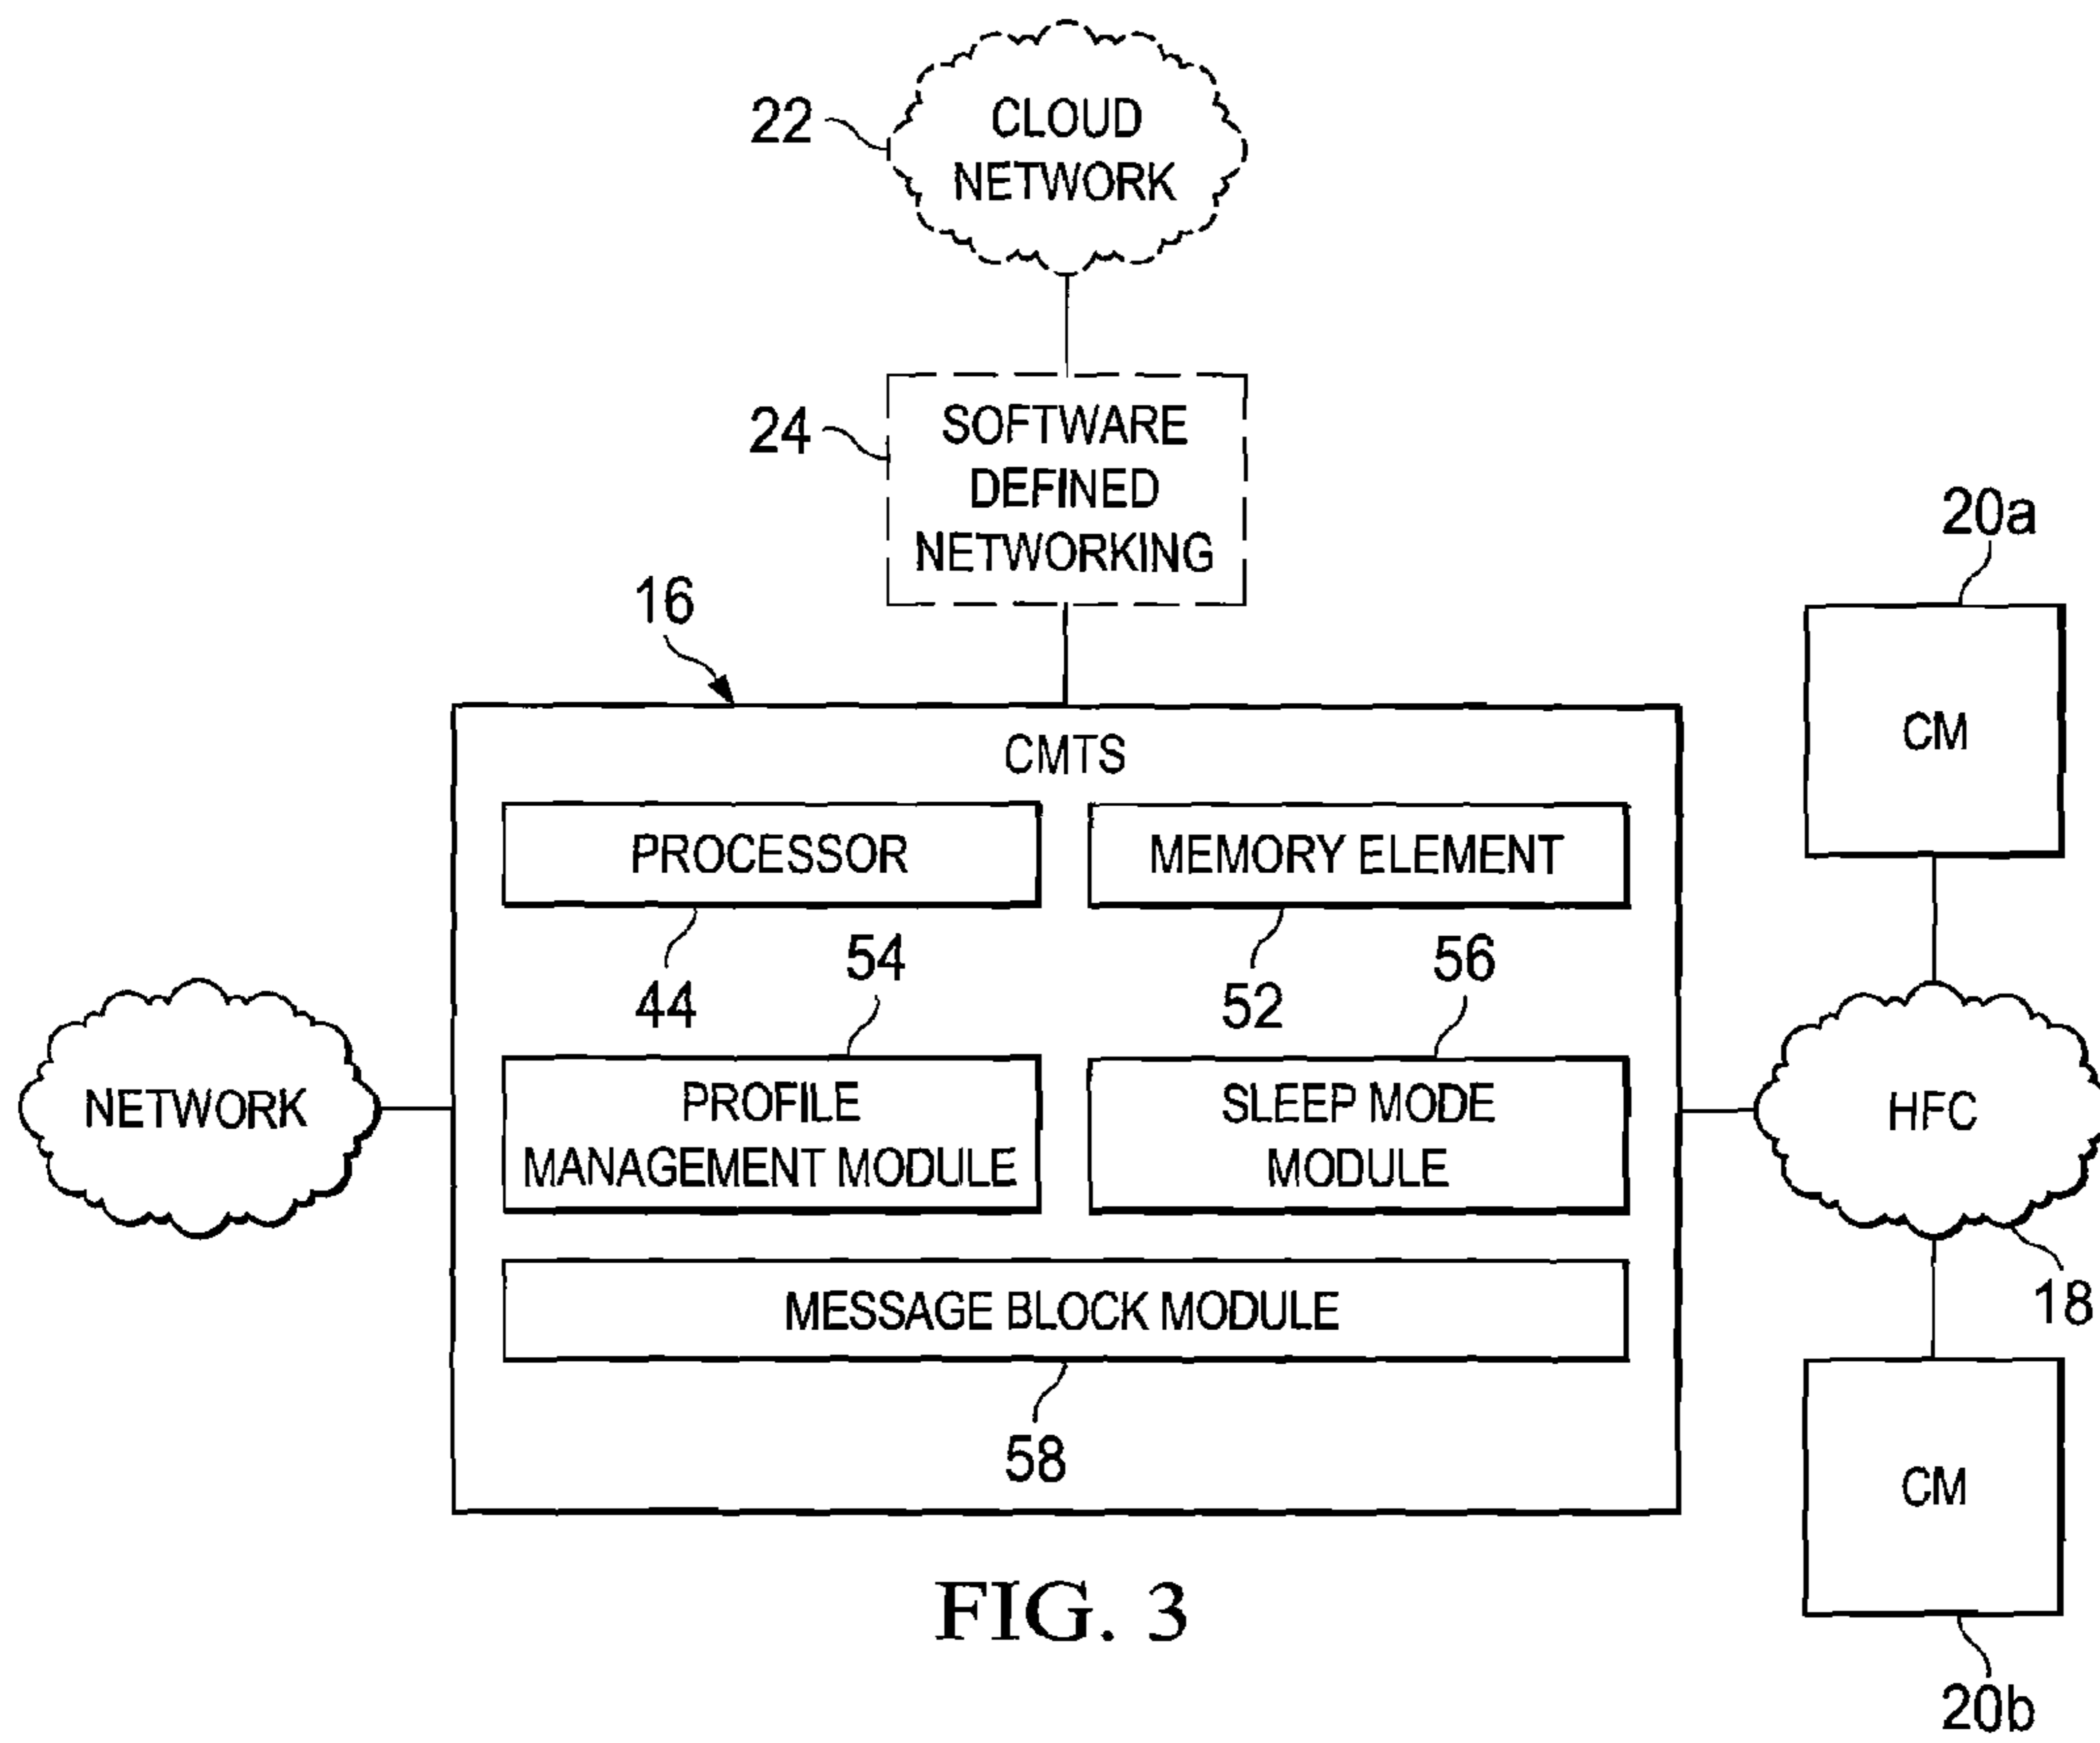 22
CLOUD
NETWORK
24
SOFTWARE
DEFINED
NETWORKING
16
20a
CM
CMTS
PROCESSOR
MEMORY ELEMENT
44
54
52
56
NETWORK
PROFILE
MANAGEMENT MODULE
SLEEP MODE
MODULE
HFC
18
MESSAGE BLOCK MODULE
58
CM
20b
FIG. 3